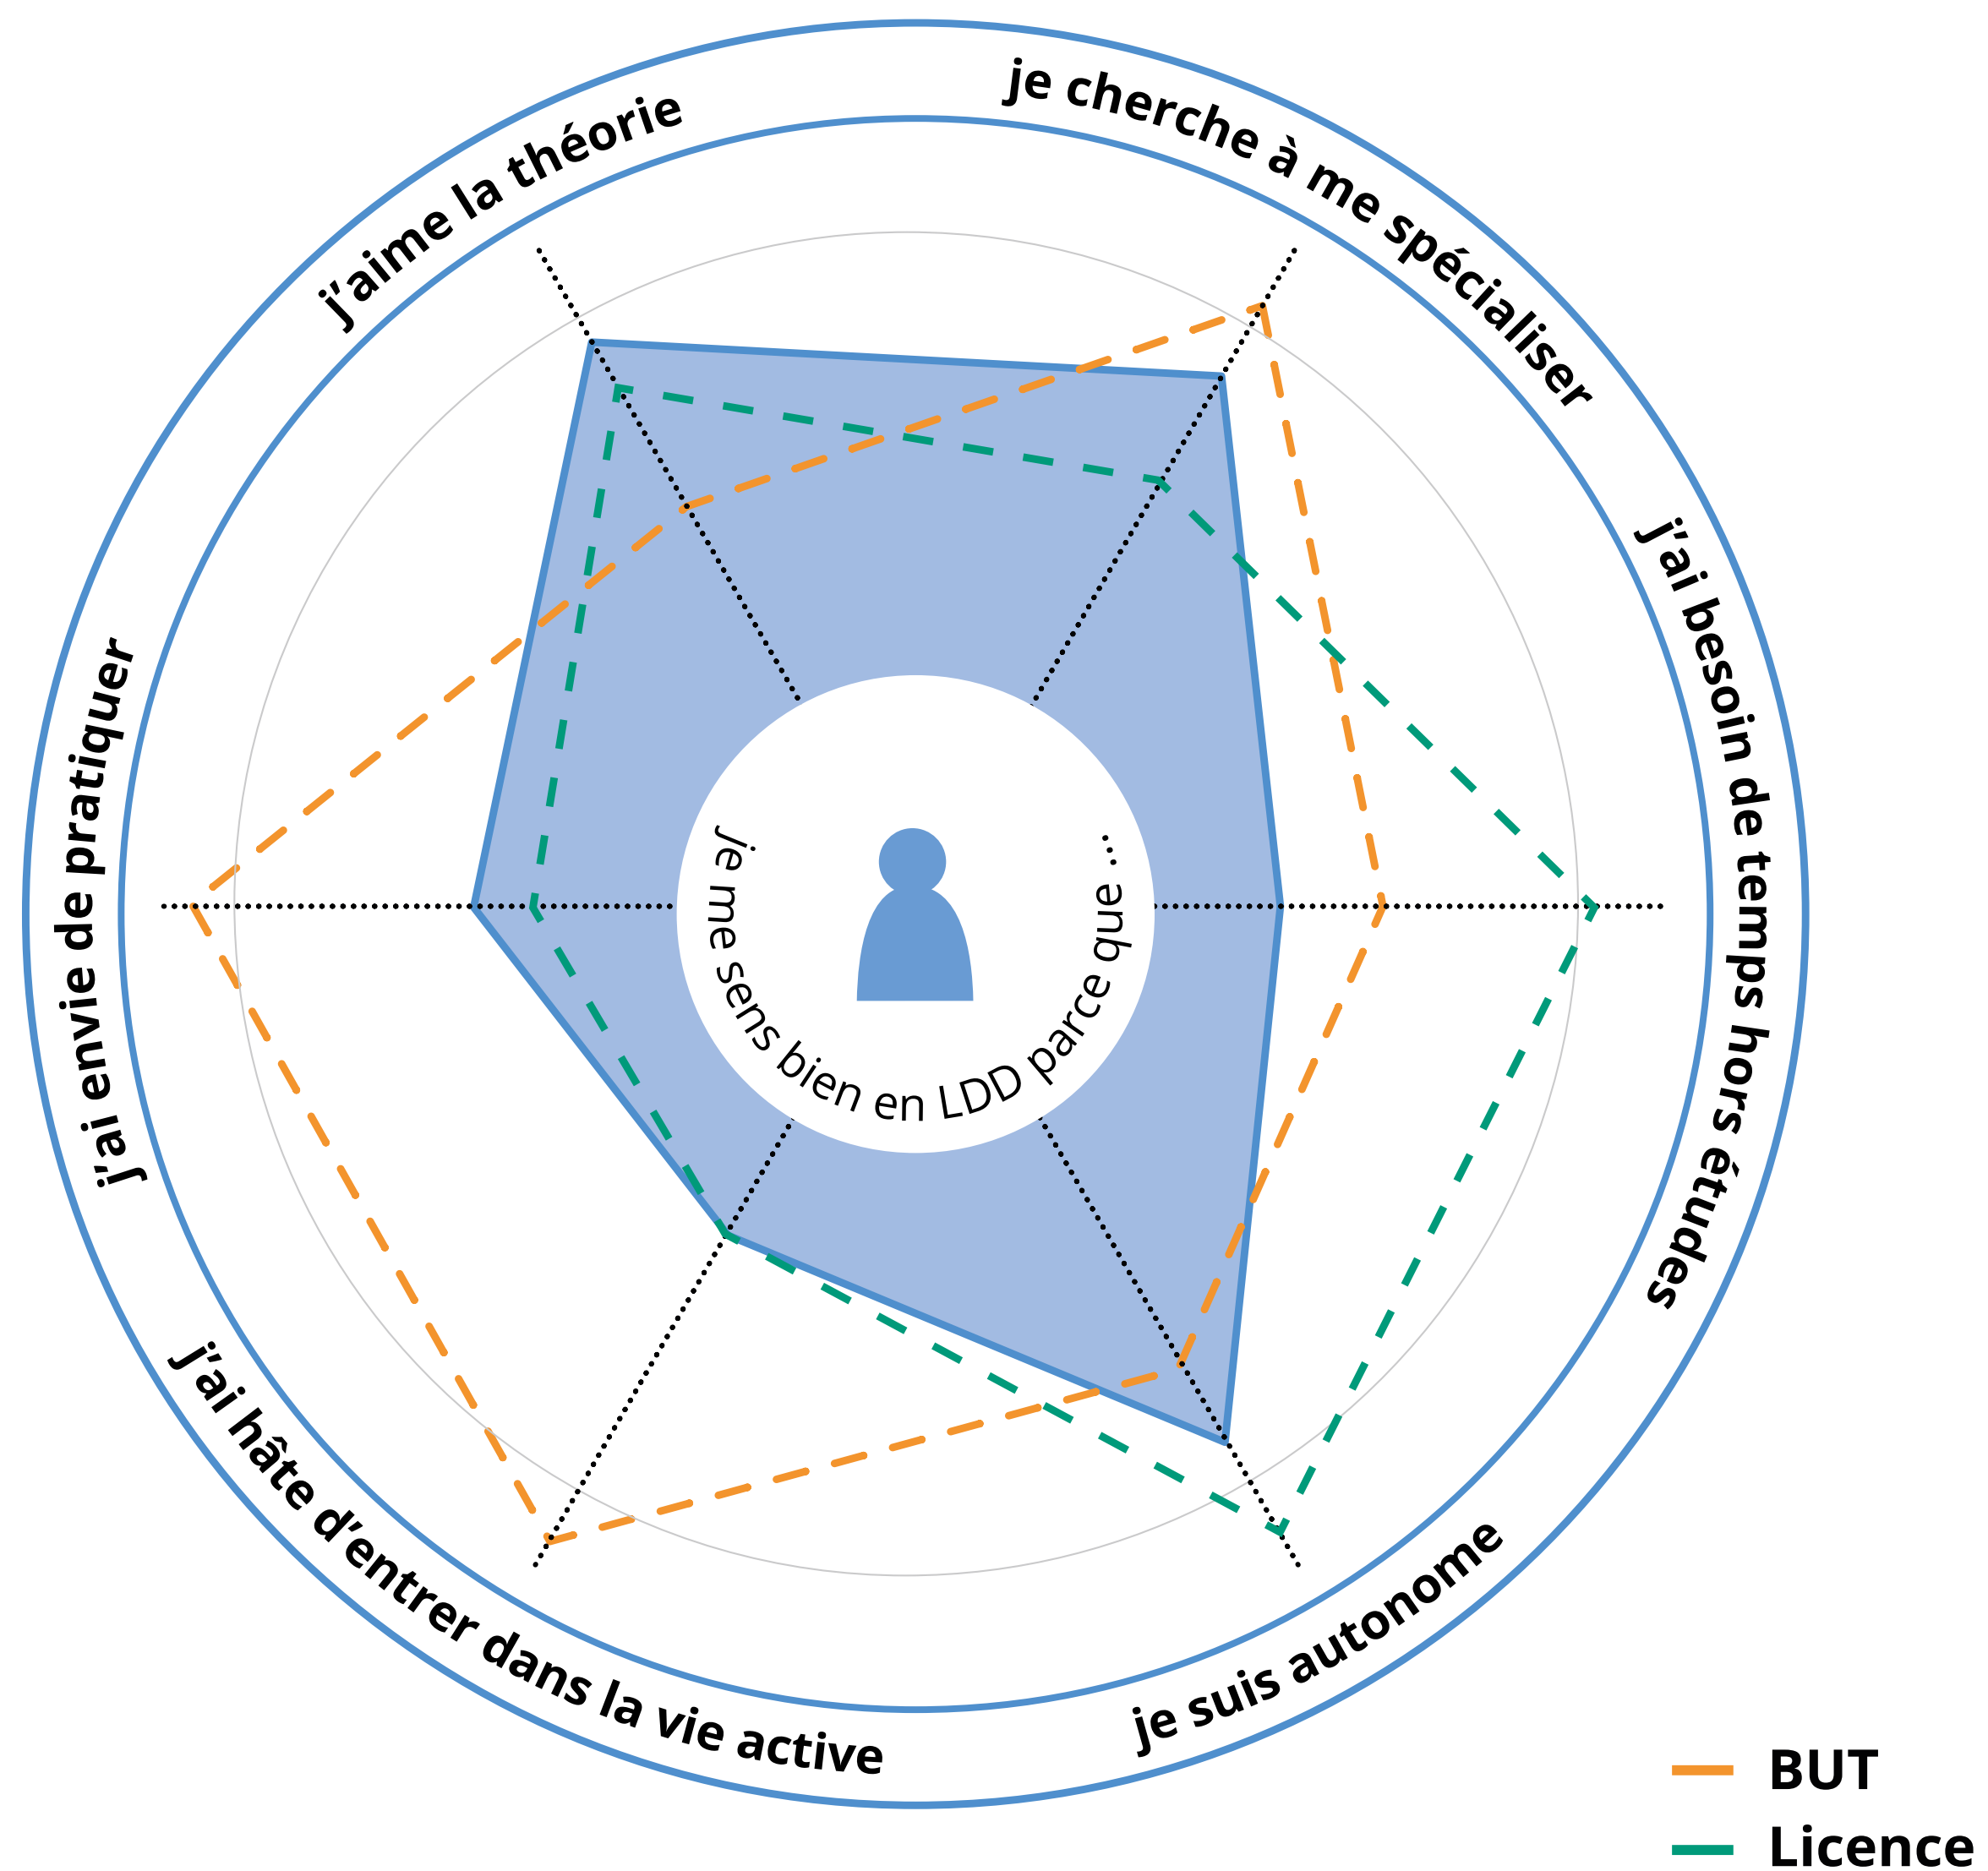 j'aime la théorie
je cherche à me spécialiser
j'ai besoin de temps hors études
je suis autonome
j'ai hâte d'entrer dans la vie active
j'ai envie de pratiquer
je me sens bien en LDD parce que ...
BUT
Licence